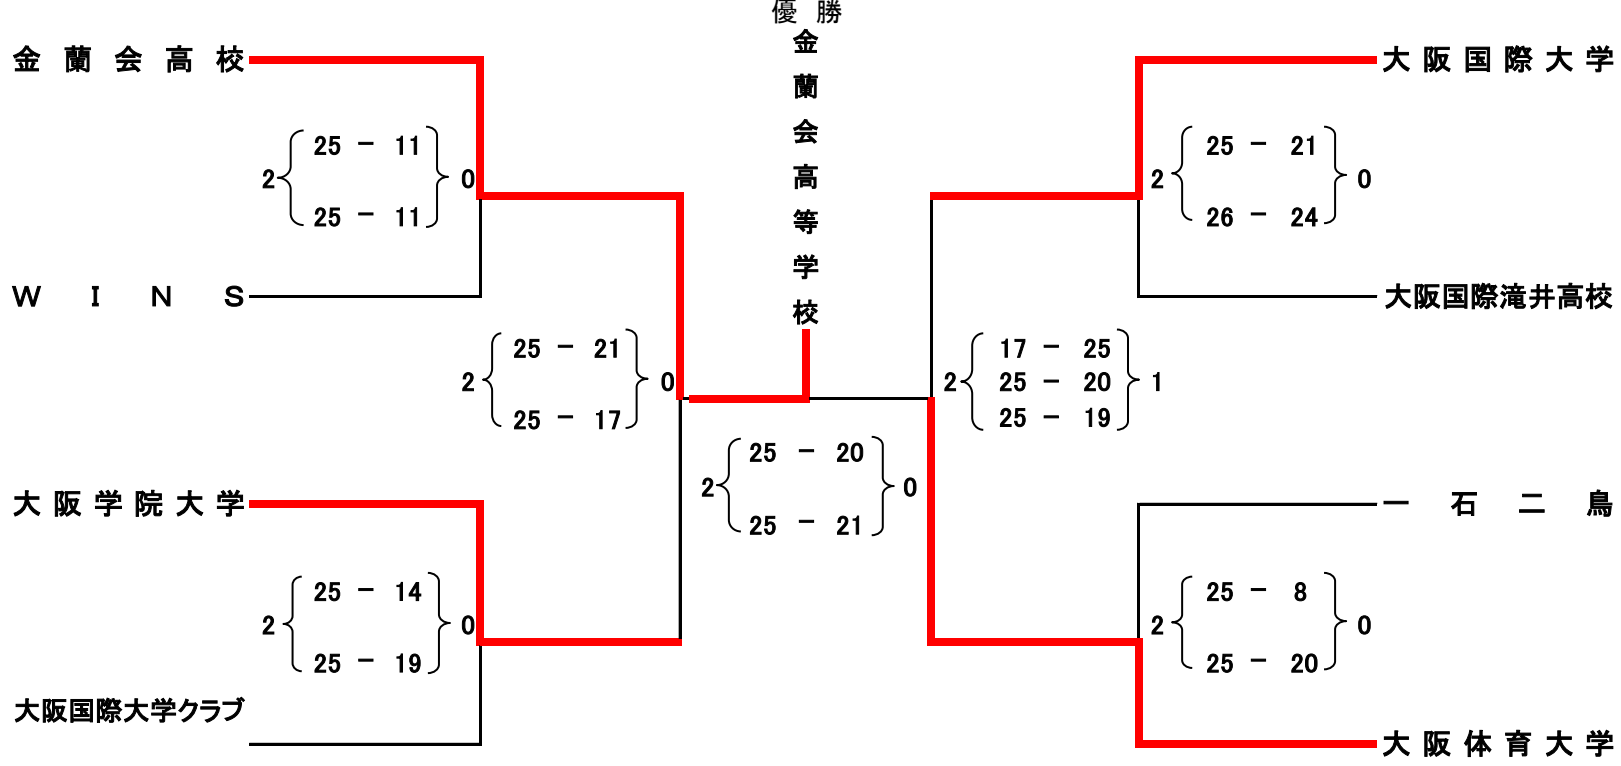 優勝
金蘭会高等学校
金蘭会高校
25 － 11
2 0
25 － 11
WINS
25 － 21
2 0
25 － 17
大阪学院大学
25 － 14
2 0
25 － 19
大阪国際大学クラブ
25 － 20
2 0
25 － 21
大阪国際大学
25 － 21
2 0
26 － 24
大阪国際滝井高校
17 － 25
2 25 － 20 1
25 － 19
一石二鳥
25 － 8
2 0
25 － 20
大阪体育大学